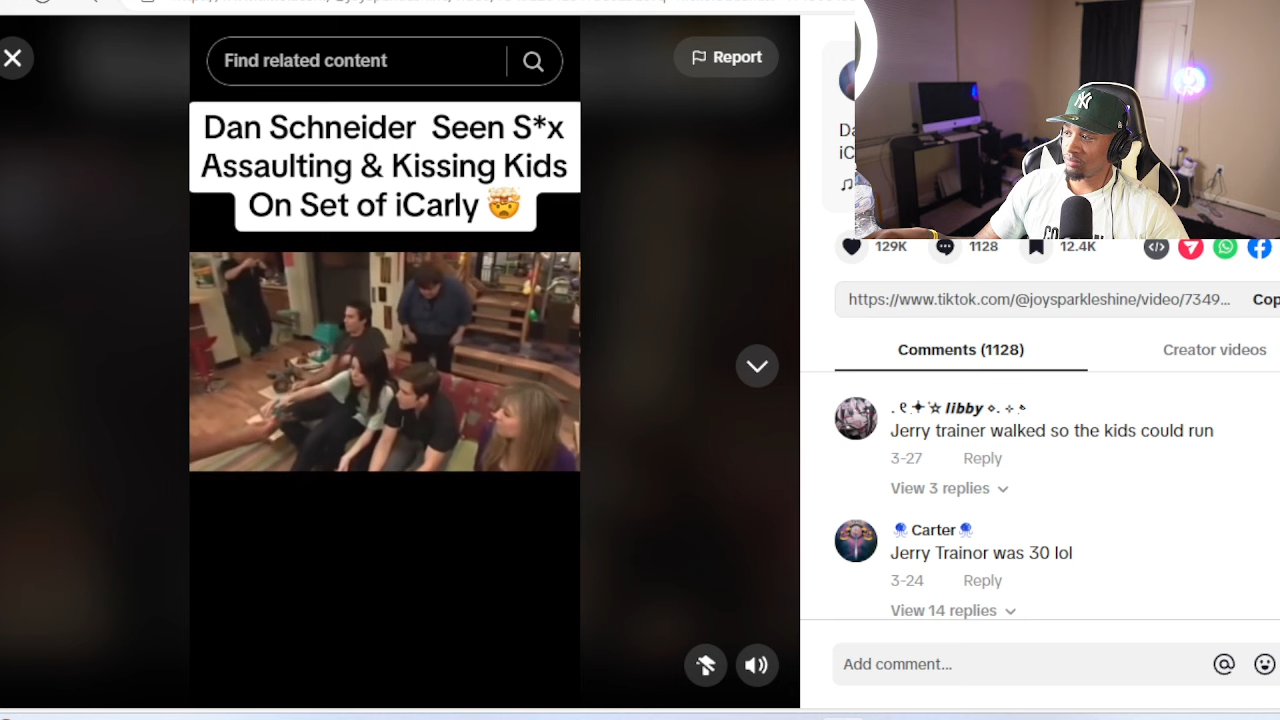 Find related content
Report
Dan Schneider Seen S*x
Assaulting & Kissing Kids
On Set of iCarly 🤯
129K
1128
12.4K
https://www.tiktok.com/@joysparkleshine/video/7349...
Comments (1128)
Creator videos
libby
Jerry trainer walked so the kids could run
3-27 Reply
View 3 replies
Carter
Jerry Trainor was 30 lol
3-24 Reply
View 14 replies
Add comment...